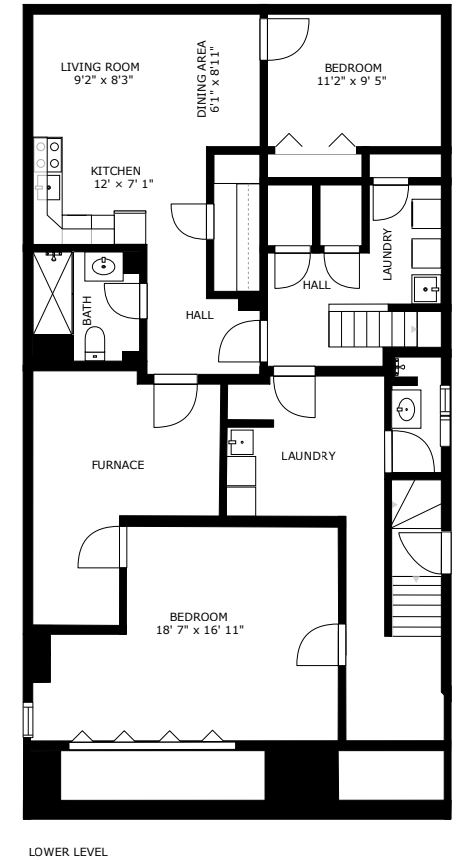 LIVING ROOM
9'2" x 8'3"
DINING AREA
6'1" x 8'11"
BEDROOM
11'2" x 9' 5"
KITCHEN
12' × 7' 1"
LAUNDRY
HALL
BATH
HALL
FURNACE
LAUNDRY
BEDROOM
18' 7" x 16' 11"
LOWER LEVEL